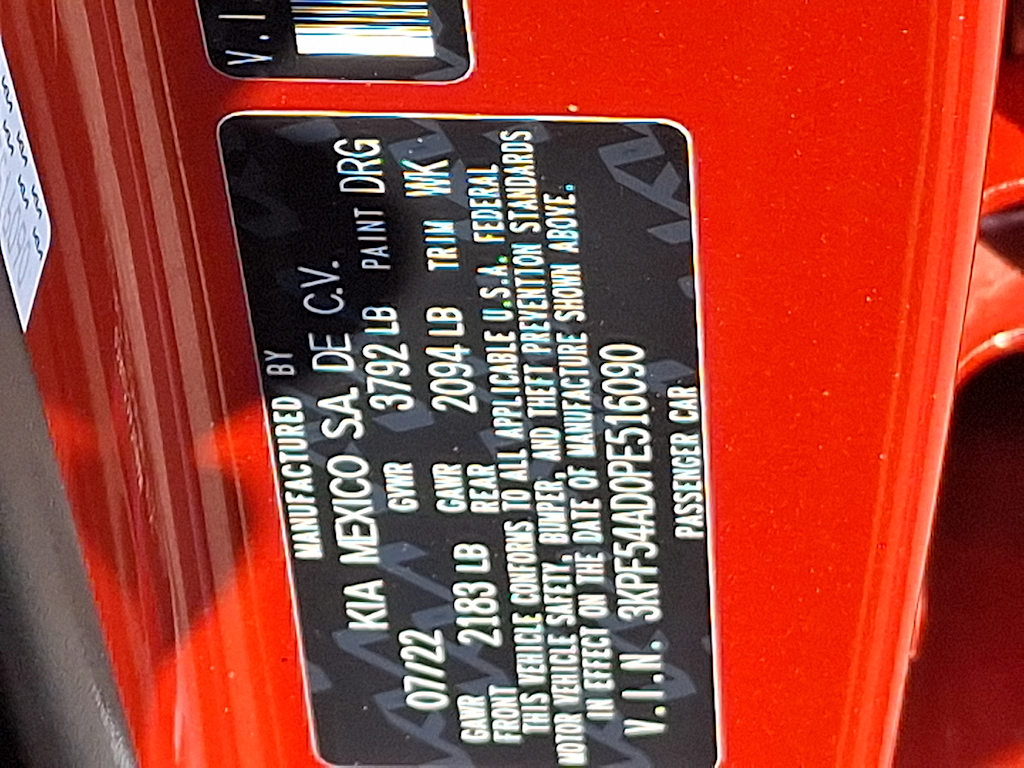 MANUFACTURED BY
KIA MEXICO S.A. DE C.V.
07/22 GVWR 3792 LB PAINT DRG
GAWR FRONT 2183 LB GAWR REAR 2094 LB TRIM WK
THIS VEHICLE CONFORMS TO ALL APPLICABLE U.S.A. FEDERAL
MOTOR VEHICLE SAFETY, BUMPER, AND THEFT PREVENTION STANDARDS
IN EFFECT ON THE DATE OF MANUFACTURE SHOWN ABOVE.
V.I.N. 3KPF54AD0PE516090
PASSENGER CAR
V.I